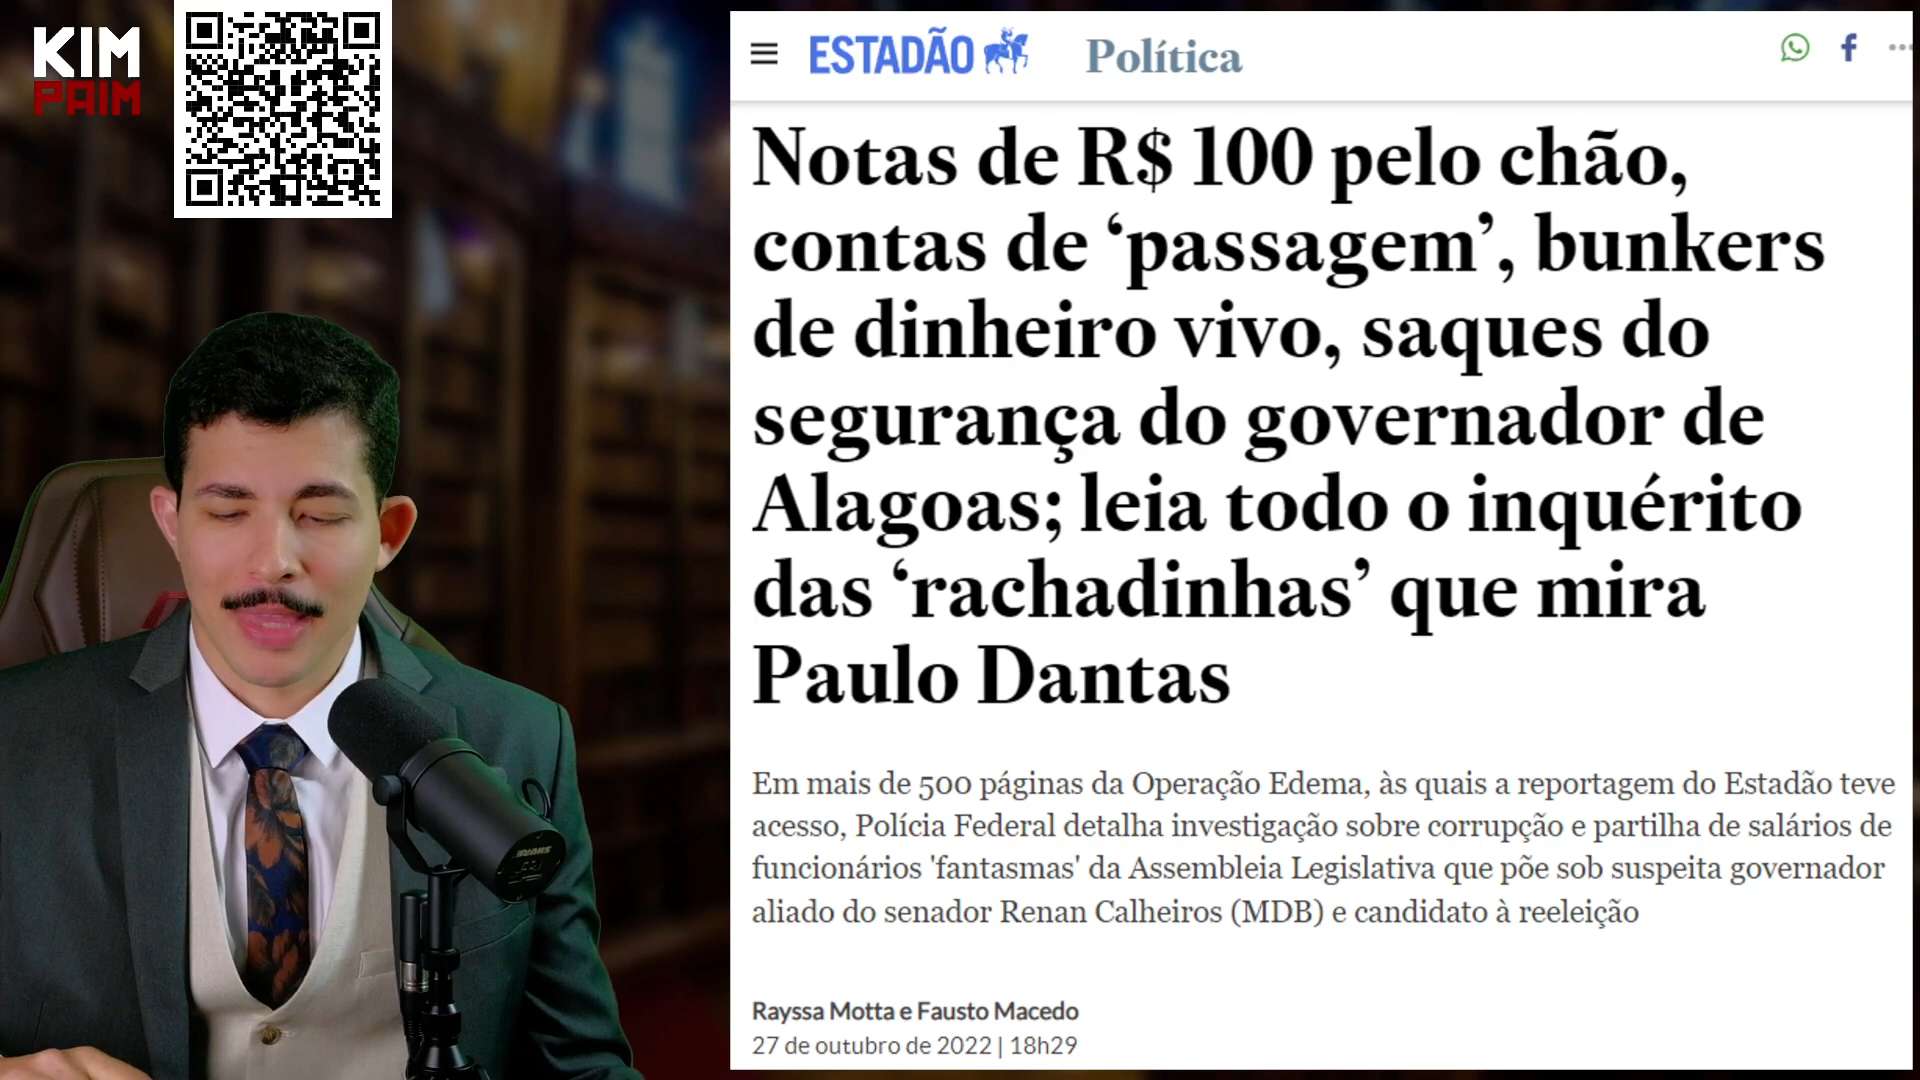 KIM
PAIM
ESTADÃO
Política
Notas de R$ 100 pelo chão,
contas de ‘passagem’, bunkers
de dinheiro vivo, saques do
segurança do governador de
Alagoas; leia todo o inquérito
das ‘rachadinhas’ que mira
Paulo Dantas
Em mais de 500 páginas da Operação Edema, às quais a reportagem do Estadão teve
acesso, Polícia Federal detalha investigação sobre corrupção e partilha de salários de
funcionários 'fantasmas' da Assembleia Legislativa que põe sob suspeita governador
aliado do senador Renan Calheiros (MDB) e candidato à reeleição
Rayssa Motta e Fausto Macedo
27 de outubro de 2022 | 18h29
SHURE